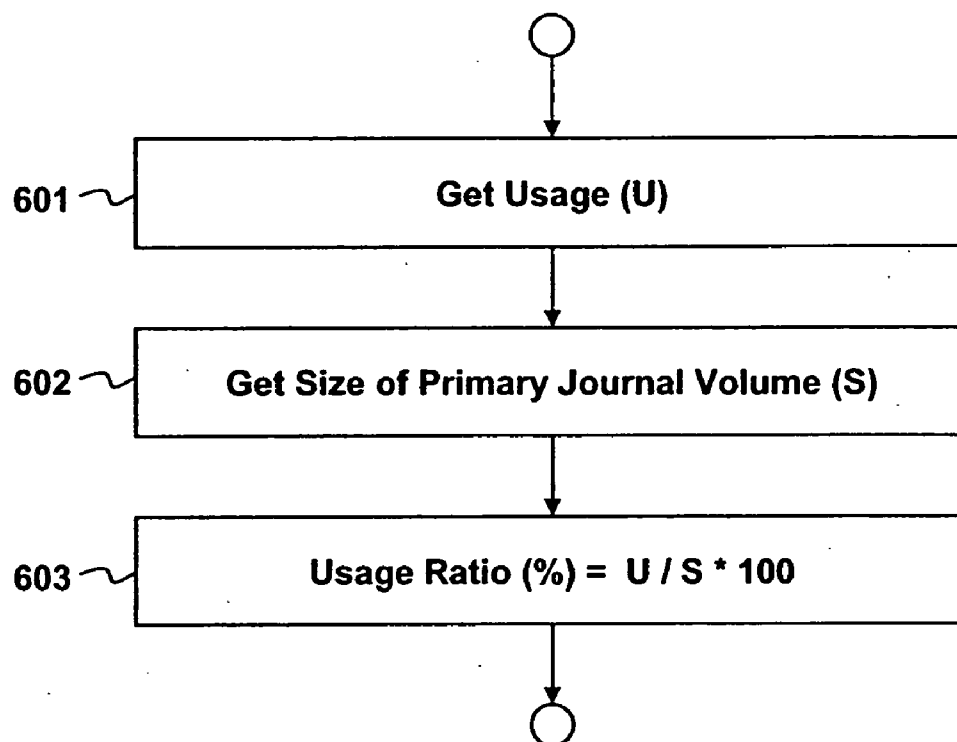 601
Get Usage (U)
602
Get Size of Primary Journal Volume (S)
603
Usage Ratio (%) = U / S * 100